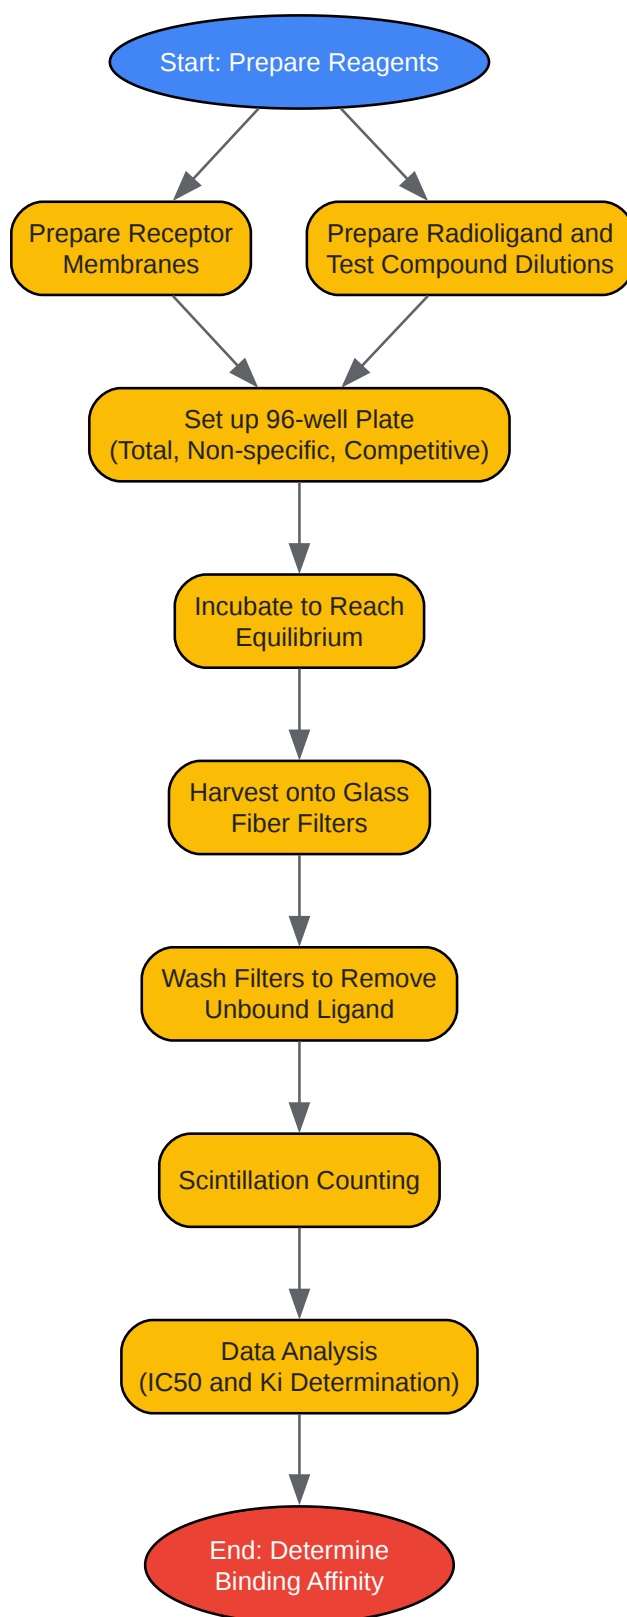 Start: Prepare Reagents
Prepare Receptor
Membranes
Prepare Radioligand and
Test Compound Dilutions
Set up 96-well Plate
(Total, Non-specific, Competitive)
Incubate to Reach
Equilibrium
Harvest onto Glass
Fiber Filters
Wash Filters to Remove
Unbound Ligand
Scintillation Counting
Data Analysis
(IC50 and Ki Determination)
End: Determine
Binding Affinity